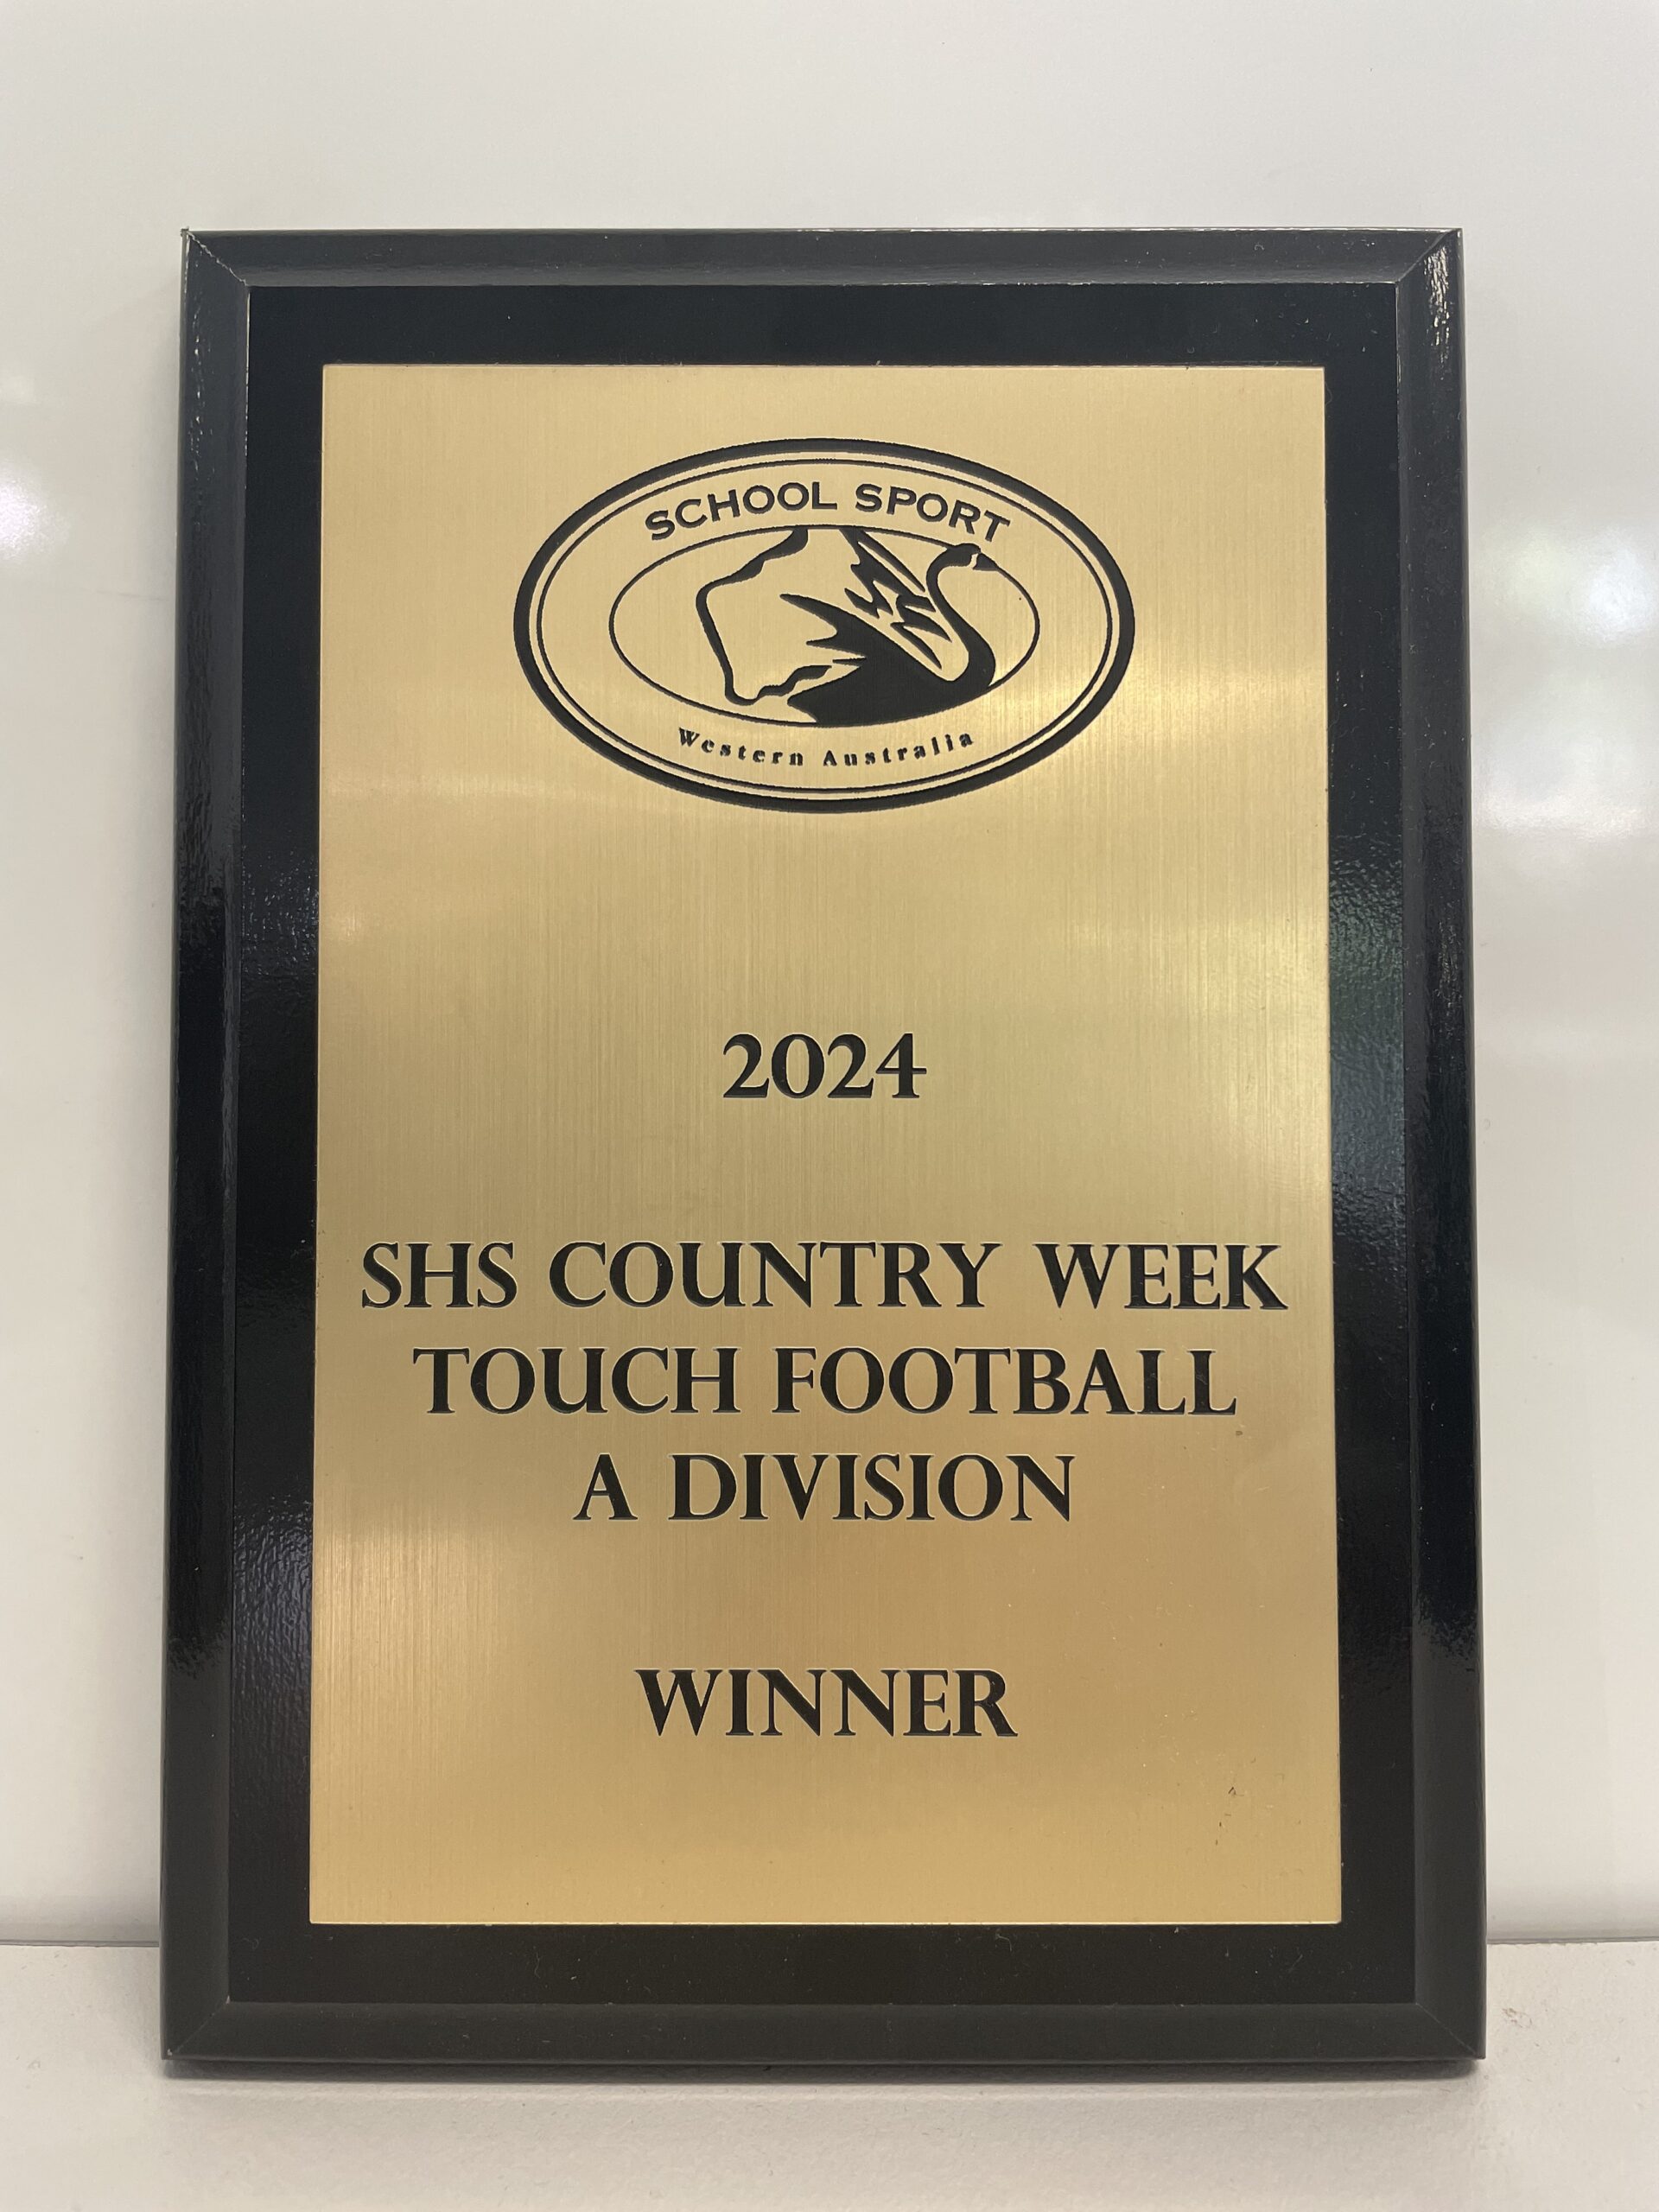 SCHOOL SPORT
Western Australia
2024
SHS COUNTRY WEEK
TOUCH FOOTBALL
A DIVISION
WINNER